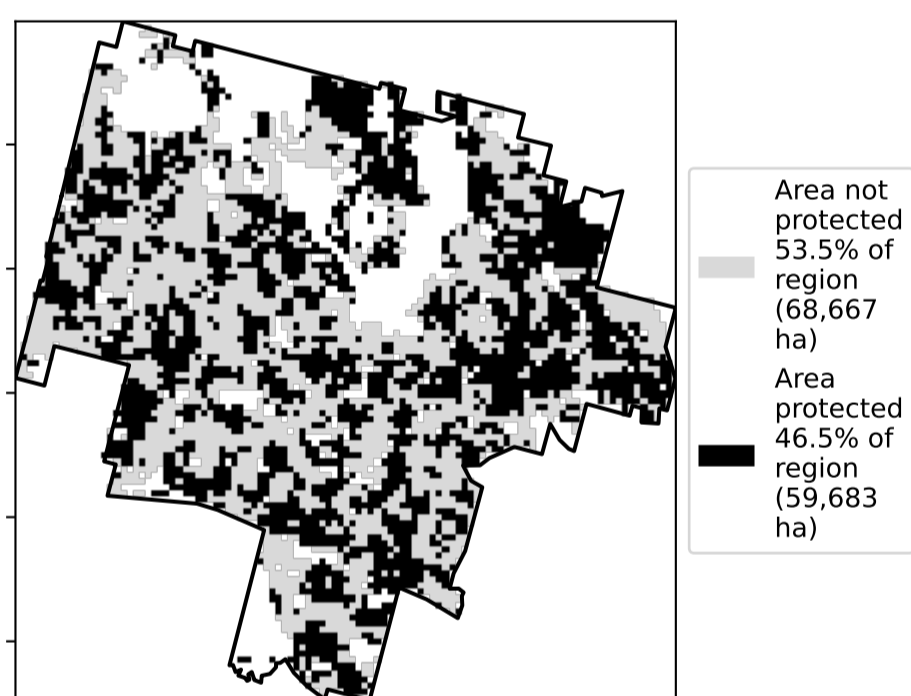 Area not
protected
53.5% of
region
(68,667
ha)
Area
protected
46.5% of
region
(59,683
ha)